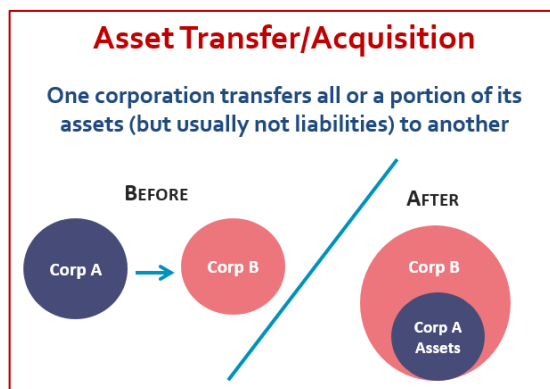 Asset Transfer/Acquisition
One corporation transfers all or a portion of its
assets (but usually not liabilities) to another
BEFORE
AFTER
Corp A
Corp B
Corp B
Corp A
Assets